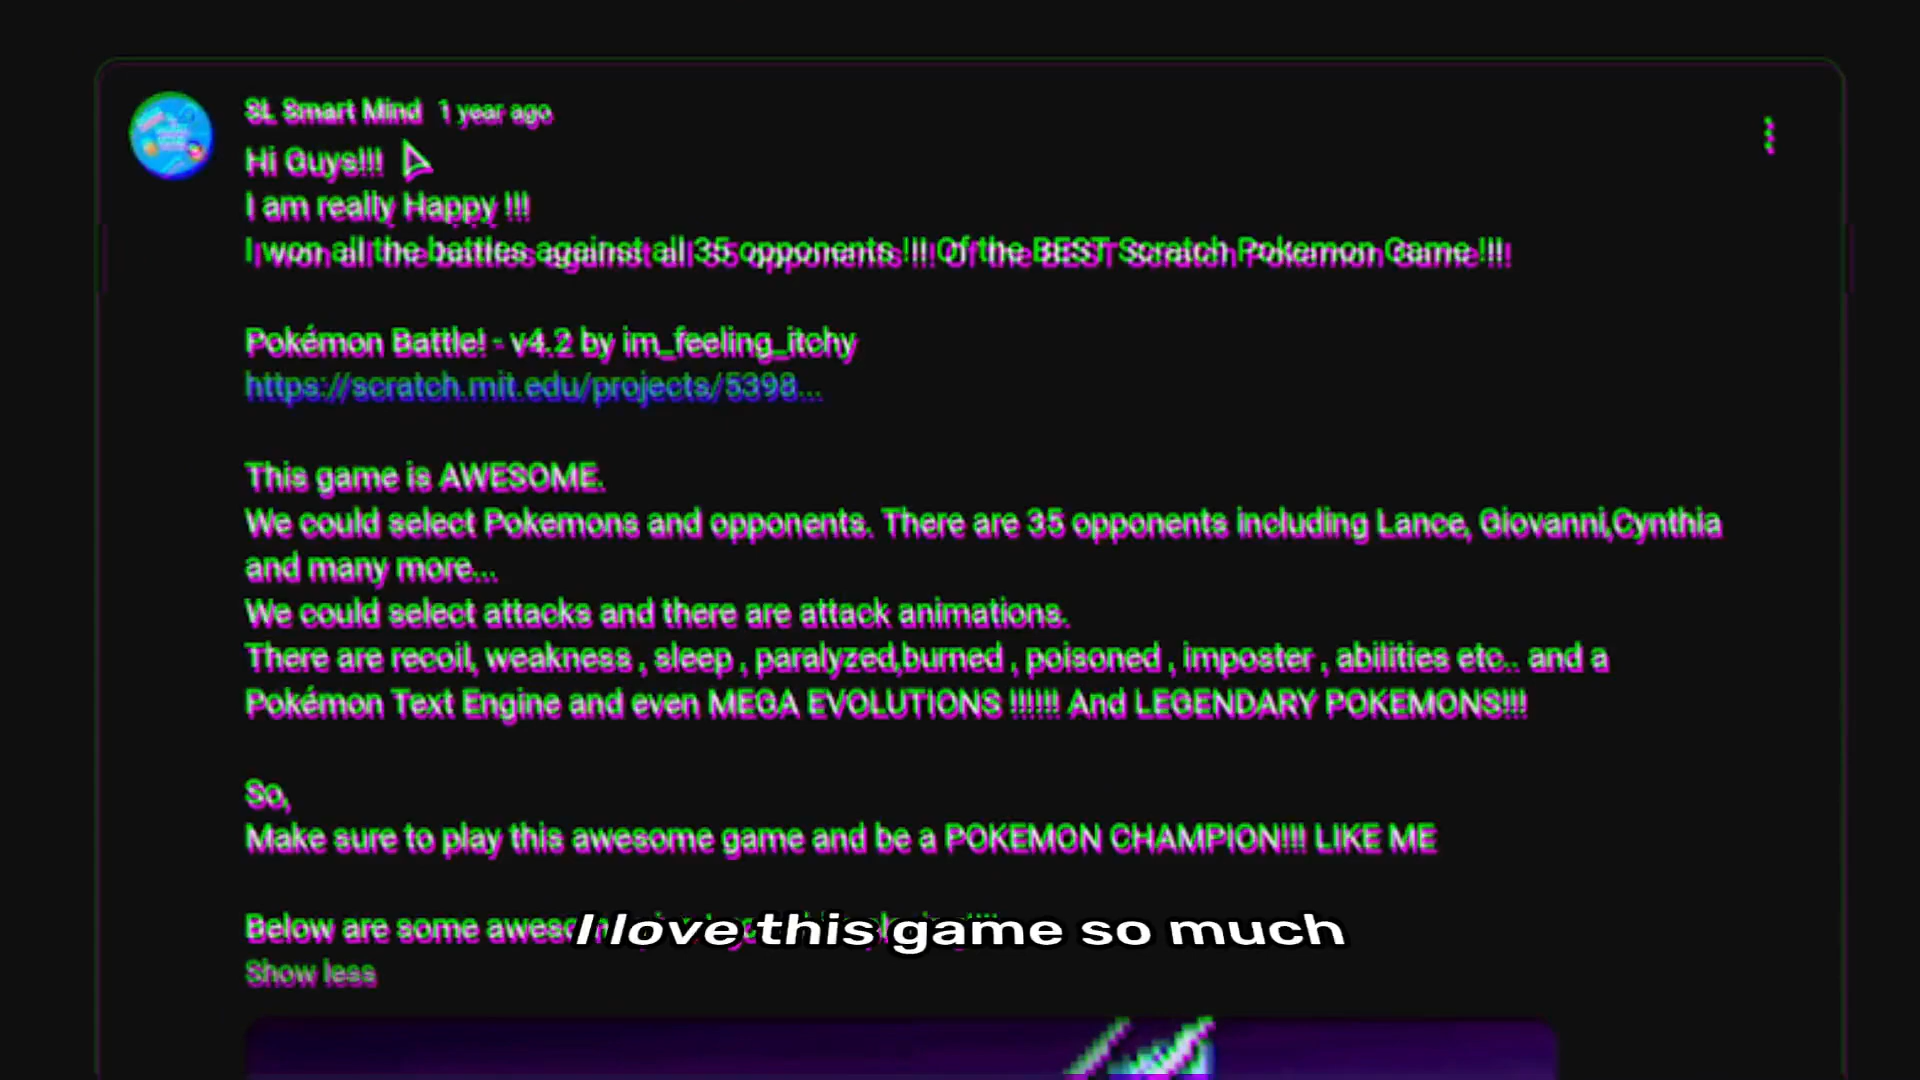 SL Smart Mind 1 year ago
Hi Guys!!!
I am really Happy !!!
I won all the battles against all 35 opponents !!! Of the BEST Scratch Pokemon Game !!!
Pokémon Battle! - v4.2 by im_feeling_itchy
https://scratch.mit.edu/projects/5398...
This game is AWESOME.
We could select Pokemons and opponents. There are 35 opponents including Lance, Giovanni,Cynthia
and many more...
We could select attacks and there are attack animations.
There are recoil, weakness , sleep , paralyzed,burned , poisoned , imposter , abilities etc.. and a
Pokémon Text Engine and even MEGA EVOLUTIONS !!!!!! And LEGENDARY POKEMONS!!!
So,
Make sure to play this awesome game and be a POKEMON CHAMPION!!! LIKE ME
Below are some
I love this game so much
Show less